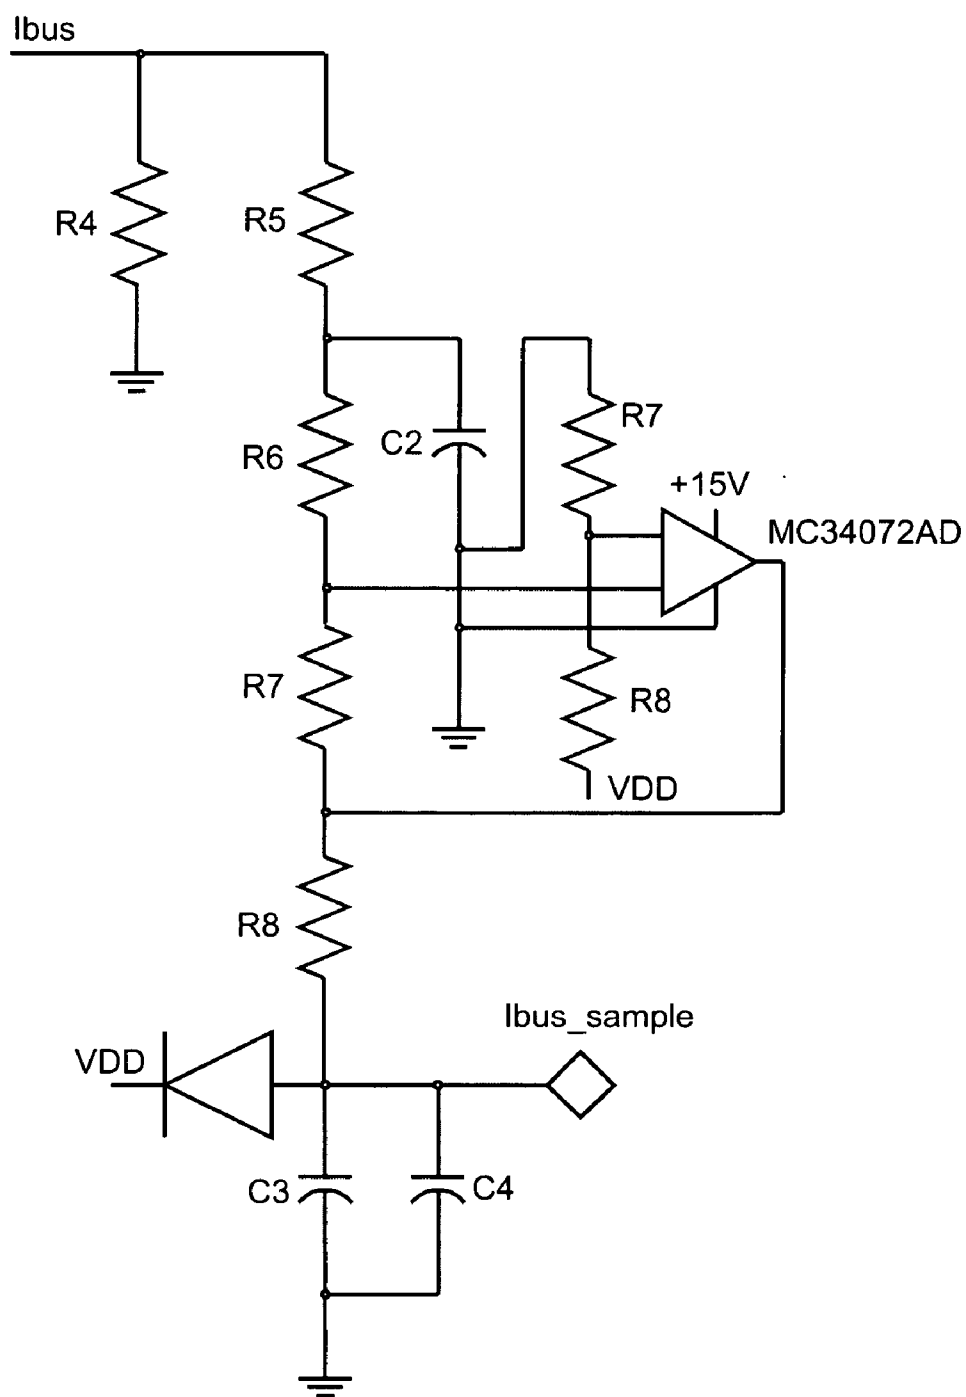 Ibus
R4
R5
R6
C2
R7
+15V
MC34072AD
R7
R8
VDD
R8
Ibus_sample
VDD
C3
C4